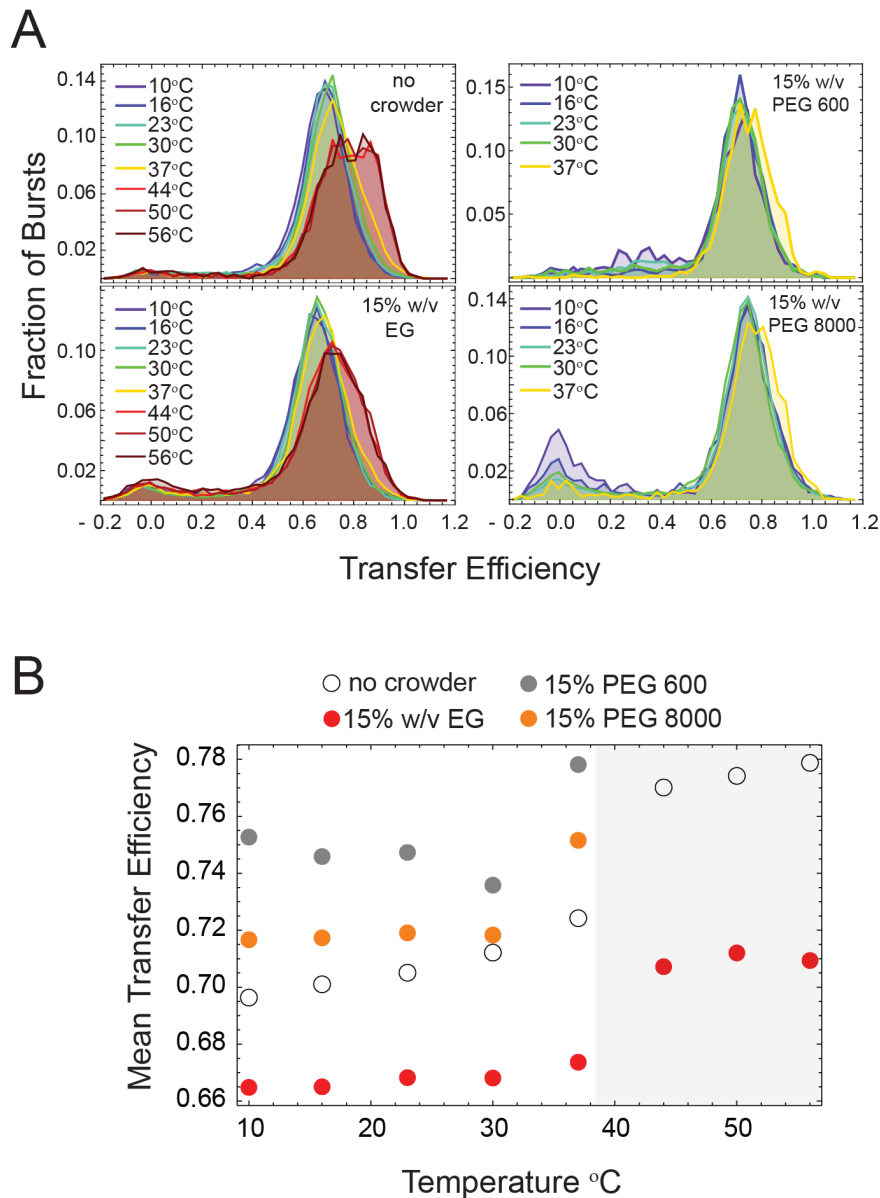 A
no
crowder
10°C
16°C
23°C
30°C
37°C
44°C
50°C
56°C
0.14
0.10
0.06
0.02
15% w/v
PEG 600
10°C
16°C
23°C
30°C
37°C
0.15
0.10
0.05
15% w/v
EG
10°C
16°C
23°C
30°C
37°C
44°C
50°C
56°C
0.10
0.06
0.02
15% w/v
PEG 8000
10°C
16°C
23°C
30°C
37°C
0.14
0.10
0.06
0.02
Fraction of Bursts
-0.2 0.0 0.2 0.4 0.6 0.8 1.0 1.2
-0.2 0.0 0.2 0.4 0.6 0.8 1.0 1.2
Transfer Efficiency
B
no crowder 15% PEG 600
15% w/v EG 15% PEG 8000
Mean Transfer Efficiency
0.78
0.76
0.74
0.72
0.70
0.68
0.66
10 20 30 40 50
Temperature °C